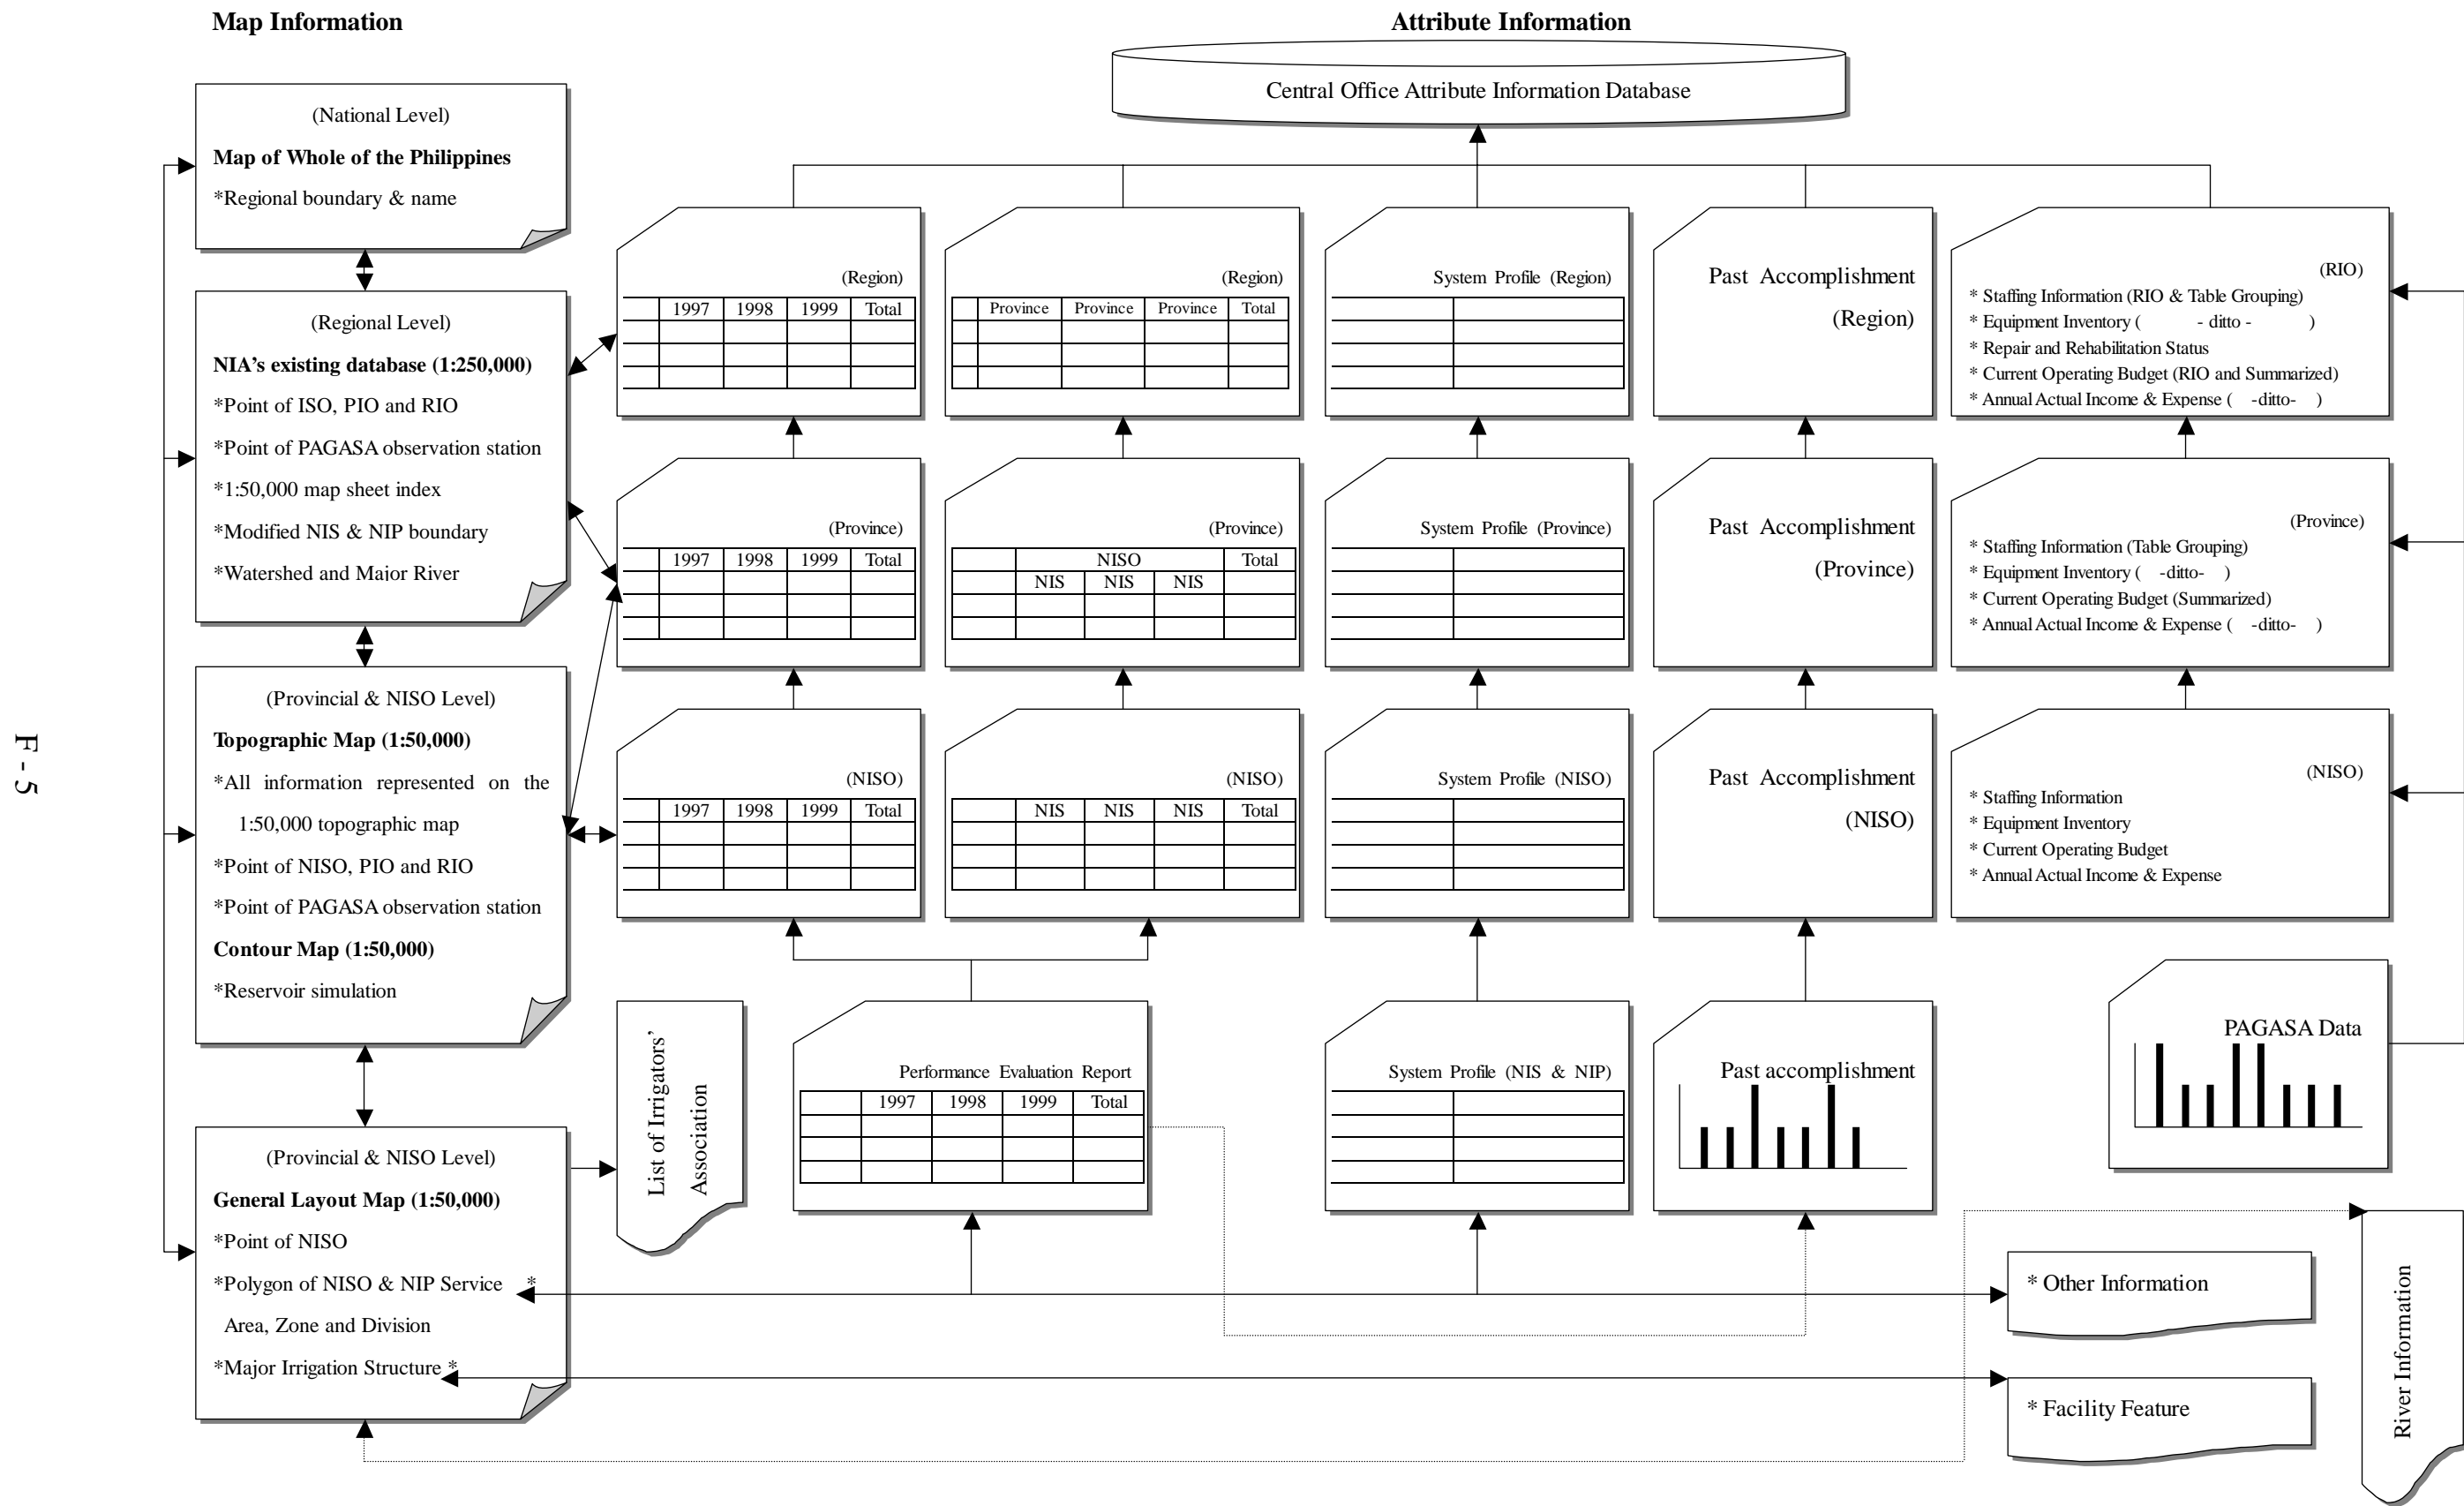 Map Information
Attribute Information
Central Office Attribute Information Database
(National Level)
Map of Whole of the Philippines
*Regional boundary & name
(Regional Level)
NIA's existing database (1:250,000)
*Point of ISO, PIO and RIO
*Point of PAGASA observation station
*1:50,000 map sheet index
*Modified NIS & NIP boundary
*Watershed and Major River
(Provincial & NISO Level)
Topographic Map (1:50,000)
*All information represented on the
1:50,000 topographic map
*Point of NISO, PIO and RIO
*Point of PAGASA observation station
Contour Map (1:50,000)
*Reservoir simulation
(Provincial & NISO Level)
General Layout Map (1:50,000)
*Point of NISO
*Polygon of NISO & NIP Service *
Area, Zone and Division
*Major Irrigation Structure *
(Region)
1997 1998 1999 Total
(Region)
Province Province Province Total
System Profile (Region)
Past Accomplishment
(Region)
(RIO)
* Staffing Information (RIO & Table Grouping)
* Equipment Inventory ( - ditto - )
* Repair and Rehabilitation Status
* Current Operating Budget (RIO and Summarized)
* Annual Actual Income & Expense ( -ditto- )
(Province)
1997 1998 1999 Total
(Province)
NISO Total
NIS NIS NIS
System Profile (Province)
Past Accomplishment
(Province)
(Province)
* Staffing Information (Table Grouping)
* Equipment Inventory ( -ditto- )
* Current Operating Budget (Summarized)
* Annual Actual Income & Expense ( -ditto- )
(NISO)
1997 1998 1999 Total
(NISO)
NIS NIS NIS Total
System Profile (NISO)
Past Accomplishment
(NISO)
(NISO)
* Staffing Information
* Equipment Inventory
* Current Operating Budget
* Annual Actual Income & Expense
List of Irrigators'
Association
Performance Evaluation Report
1997 1998 1999 Total
System Profile (NIS & NIP)
Past accomplishment
PAGASA Data
* Other Information
* Facility Feature
River Information
F - 5